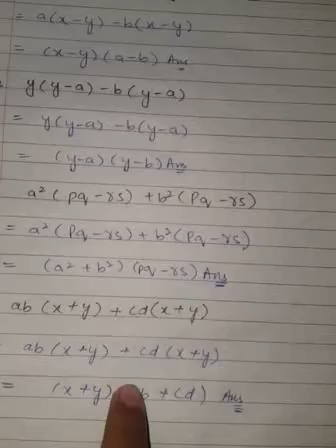 = a(x-y) -b(x-y)
= (x-y)(a-b) Ans
y(y-a) -b(y-a)
= y(y-a) -b(y-a)
= (y-a)(y-b) Ans
a²(pq-rs) +b²(pq-rs)
= a²(pq-rs)+b²(pq-rs)
= (a²+b²)(pq-rs) Ans
ab(x+y)+cd(x+y)
ab(x+y)+cd(x+y)
= (x+y) b +cd) Ans